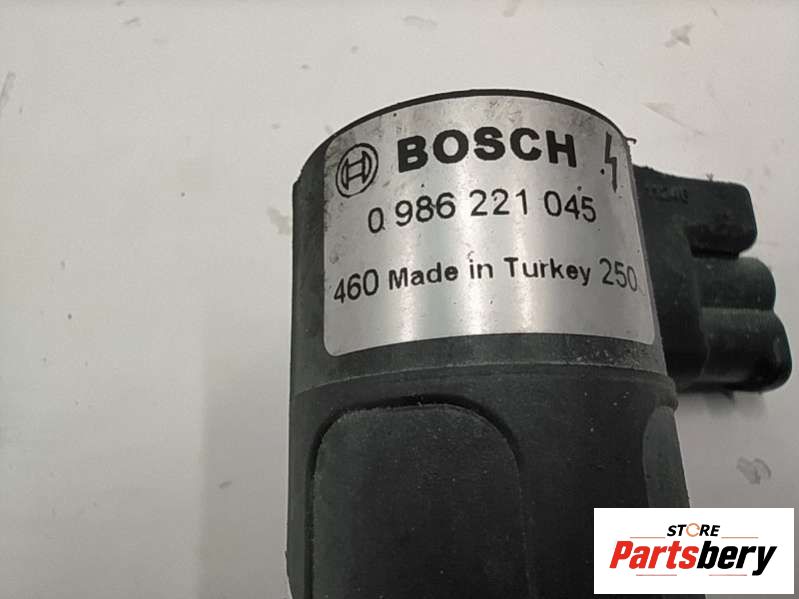 BOSCH
0 986 221 045
460 Made in Turkey 250
STORE
Partsbery